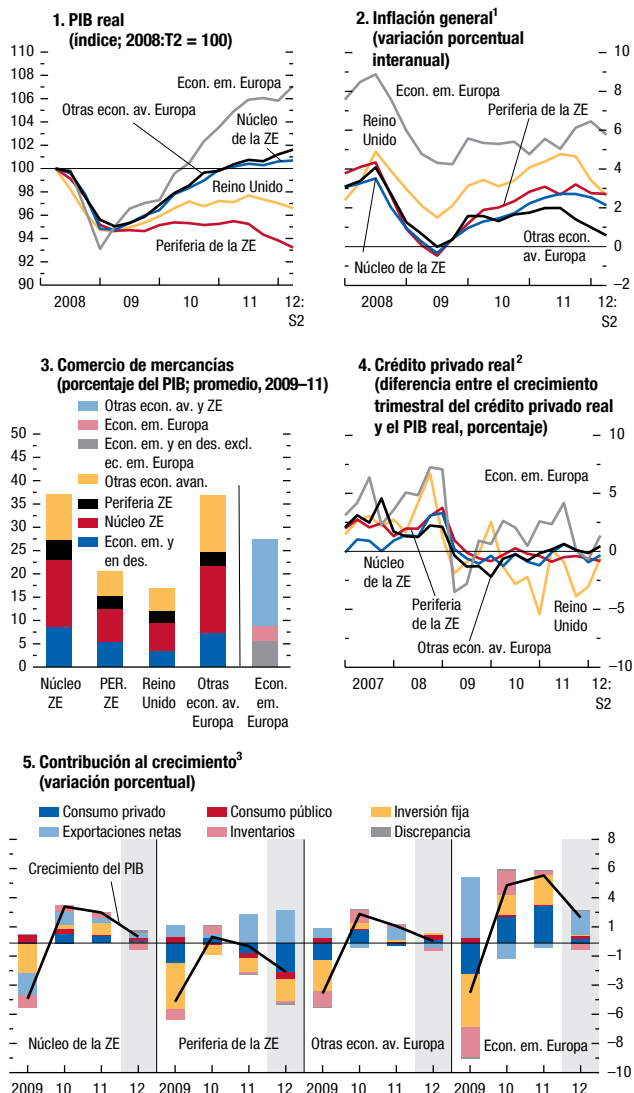 1. PIB real
(índice; 2008:T2 = 100)
110
108
106
104
102
100
98
96
94
92
90
Econ. em. Europa
Otras econ. av. Europa
Núcleo
de la ZE
Reino Unido
Periferia de la ZE
2008 09 10 11 12:
S2
2. Inflación general1
(variación porcentual
interanual)
10
8
6
4
2
0
–2
Econ. em. Europa
Reino
Unido
Periferia de la ZE
Núcleo de la ZE
Otras econ.
av. Europa
2008 09 10 11 12:
S2
3. Comercio de mercancías
(porcentaje del PIB; promedio, 2009–11)
Otras econ. av. y ZE
Econ. em. Europa
Econ. em. y en des. excl.
ec. em. Europa
Otras econ. avan.
Periferia ZE
Núcleo ZE
Econ. em. y
en des.
50
45
40
35
30
25
20
15
10
5
0
Núcleo
ZE
PER.
ZE
Reino
Unido
Otras
econ. av.
Europa
Econ.
em.
Europa
4. Crédito privado real2
(diferencia entre el crecimiento
trimestral del crédito privado real
y el PIB real, porcentaje)
10
5
0
–5
–10
Econ. em. Europa
Núcleo
de la ZE
Periferia
de la ZE
Otras econ. av. Europa
Reino
Unido
2007 08 09 10 11 12:
S2
5. Contribución al crecimiento3
(variación porcentual)
Consumo privado
Consumo público
Inversión fija
Exportaciones netas
Inventarios
Discrepancia
8
6
4
1
–1
–3
–6
–8
–10
Crecimiento del PIB
Núcleo de la ZE
Periferia de la ZE
Otras econ. av. Europa
Econ. em. Europa
2009 10 11 12 2009 10 11 12 2009 10 11 12 2009 10 11 12